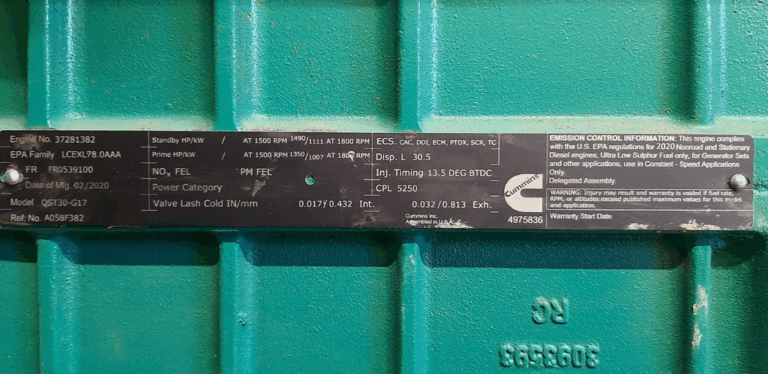 Engine No. 37281382
EPA Family LCEXL78.0AAA
FR FR0539100
Date of Mfg. 02/2020
Model QST30-G17
Ref. No. A058F382
Standby HP/kW / AT 1500 RPM 1490/1111 AT 1800 RPM
Prime HP/kW / AT 1500 RPM 1350/1007 AT 1800 RPM
NOx FEL PM FEL
Power Category
Valve Lash Cold IN/mm 0.017/0.432 Int. 0.032/0.813 Exh.
ECS. CAC, DDI, ECM, PTOX, SCR, TC
Disp. L 30.5
Inj. Timing 13.5 DEG BTDC
CPL 5250
Cummins Inc.
Assembled in U.S.A.
Cummins
4975836
EMISSION CONTROL INFORMATION: This engine complies
with the U.S. EPA regulations for 2020 Nonroad and Stationary
Diesel engines, Ultra Low Sulphur Fuel only, for Generator Sets
and other applications, use in Constant - Speed Applications
Only.
Delegated Assembly.
WARNING: Injury may result and warranty is voided if fuel rate,
RPM, or altitudes exceed published maximum values for this model
and application.
Warranty Start Date
RG
3093593